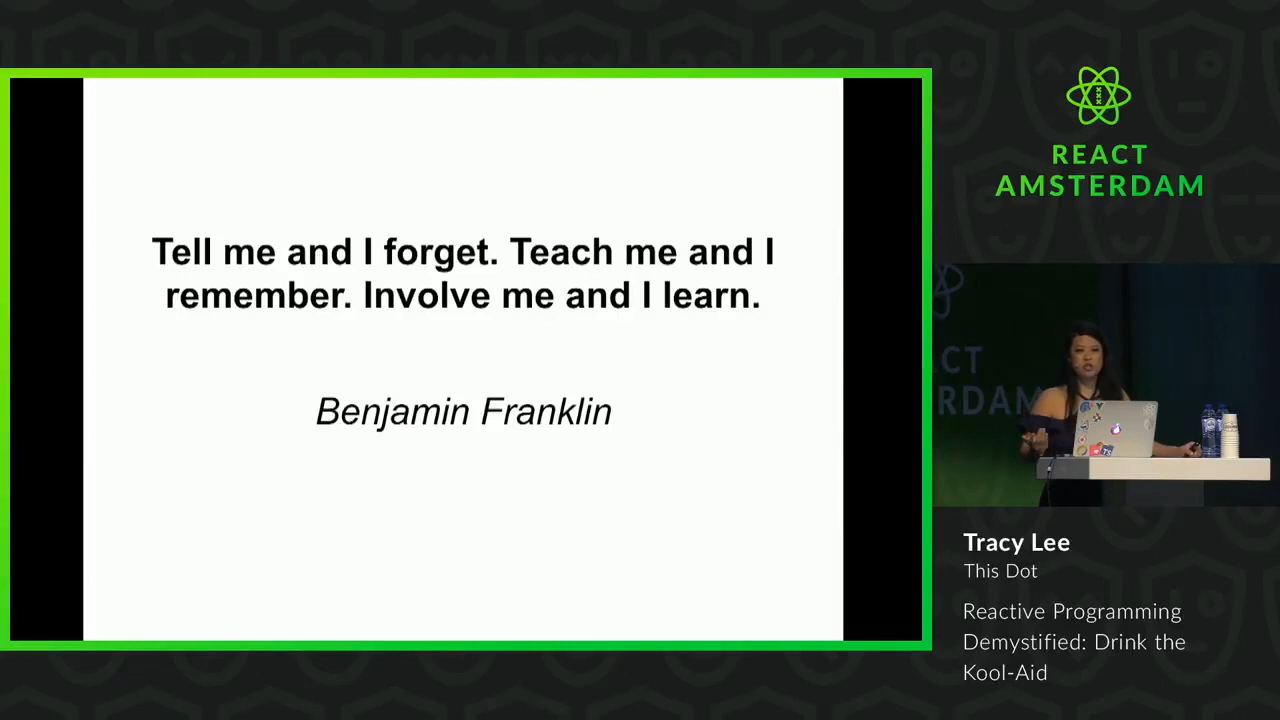 Tell me and I forget. Teach me and I
remember. Involve me and I learn.
Benjamin Franklin
REACT
AMSTERDAM
Tracy Lee
This Dot
Reactive Programming
Demystified: Drink the
Kool-Aid